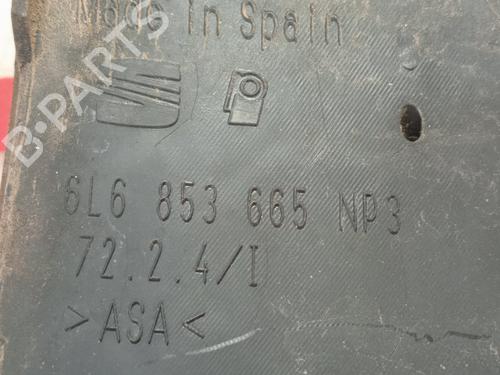 Made in Spain
6L6 853 665 NP3
72.2.4/I
>ASA<
B-PARTS